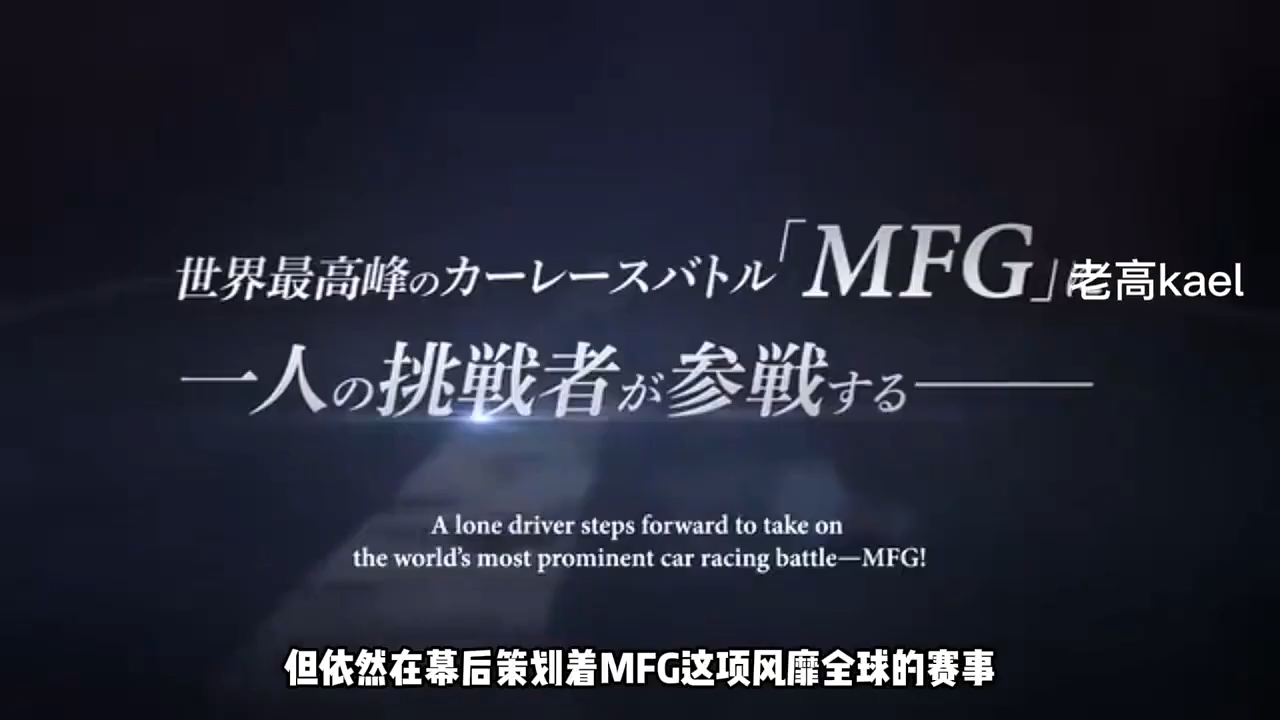 世界最高峰のカーレースバトル「MFG」に
老高kael
一人の挑戦者が参戦する———
A lone driver steps forward to take on
the world's most prominent car racing battle—MFG!
但依然在幕后策划着MFG这项风靡全球的赛事